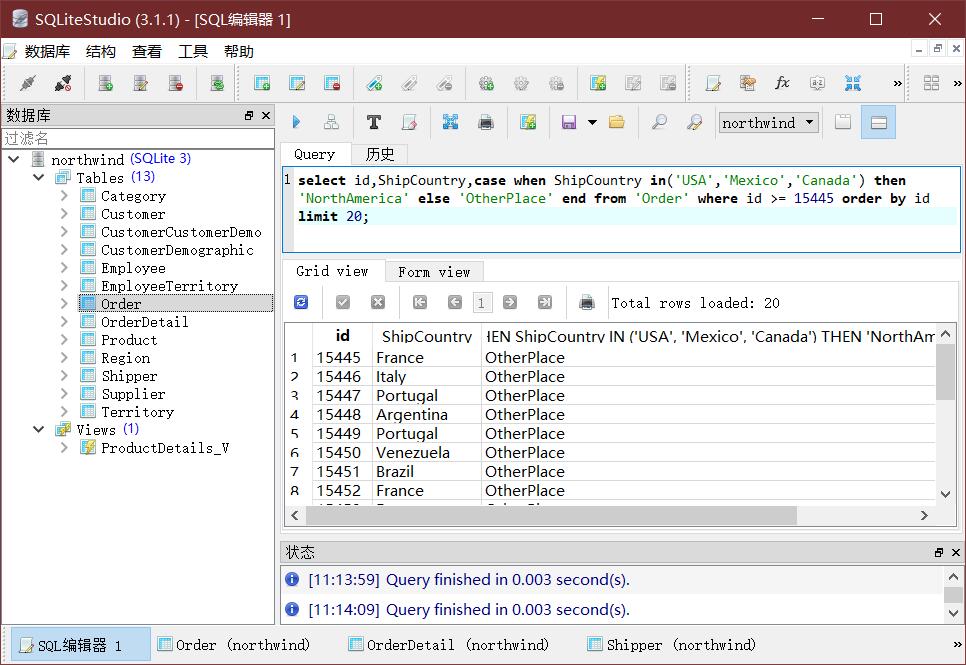 SQLiteStudio (3.1.1) - [SQL编辑器 1]
数据库 结构 查看 工具 帮助
数据库
过滤名
northwind (SQLite 3)
Tables (13)
Category
Customer
CustomerCustomerDemo
CustomerDemographic
Employee
EmployeeTerritory
Order
OrderDetail
Product
Region
Shipper
Supplier
Territory
Views (1)
ProductDetails_V
northwind
Query 历史
1 select id,ShipCountry,case when ShipCountry in('USA','Mexico','Canada') then
'NorthAmerica' else 'OtherPlace' end from 'Order' where id >= 15445 order by id
limit 20;
Grid view Form view
1 Total rows loaded: 20
id ShipCountry HEN ShipCountry IN ('USA', 'Mexico', 'Canada') THEN 'NorthAm
1 15445 France OtherPlace
2 15446 Italy OtherPlace
3 15447 Portugal OtherPlace
4 15448 Argentina OtherPlace
5 15449 Portugal OtherPlace
6 15450 Venezuela OtherPlace
7 15451 Brazil OtherPlace
8 15452 France OtherPlace
状态
[11:13:59] Query finished in 0.003 second(s).
[11:14:09] Query finished in 0.003 second(s).
SQL编辑器 1 Order (northwind) OrderDetail (northwind) Shipper (northwind)